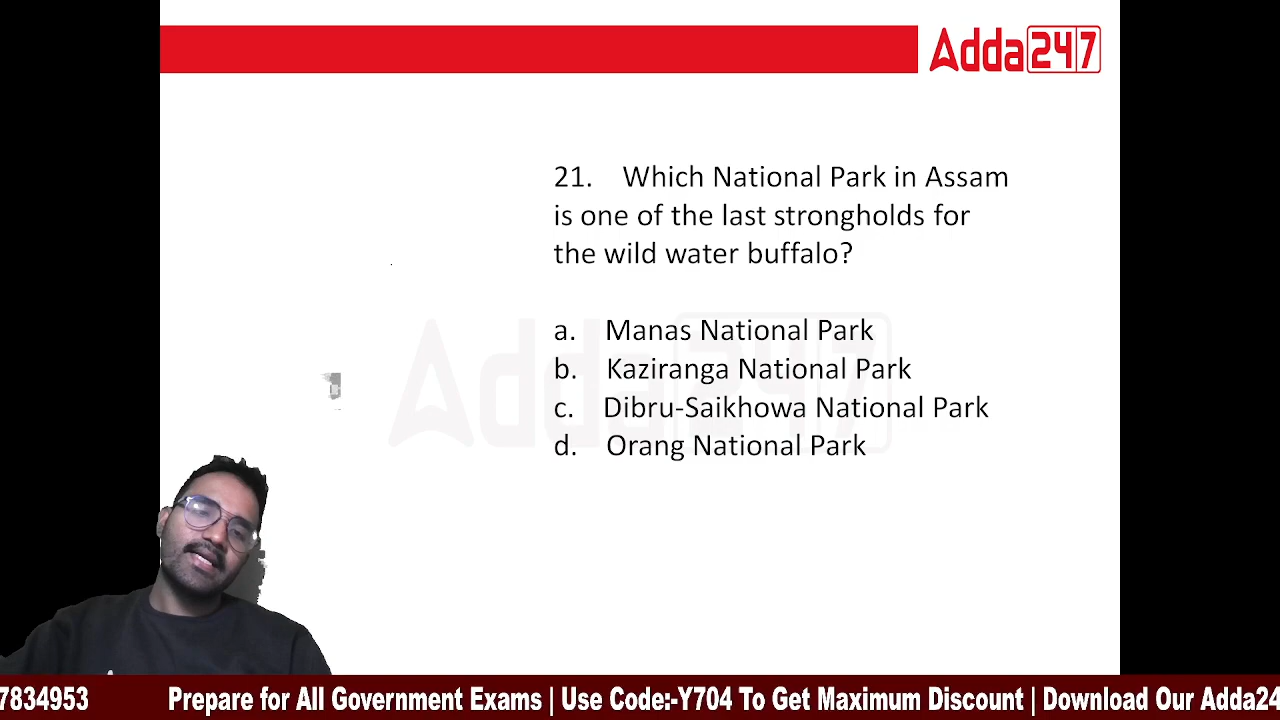 Adda247
21. Which National Park in Assam
is one of the last strongholds for
the wild water buffalo?
a. Manas National Park
b. Kaziranga National Park
c. Dibru-Saikhowa National Park
d. Orang National Park
Adda247
7834953 Prepare for All Government Exams | Use Code:-Y704 To Get Maximum Discount | Download Our Adda24